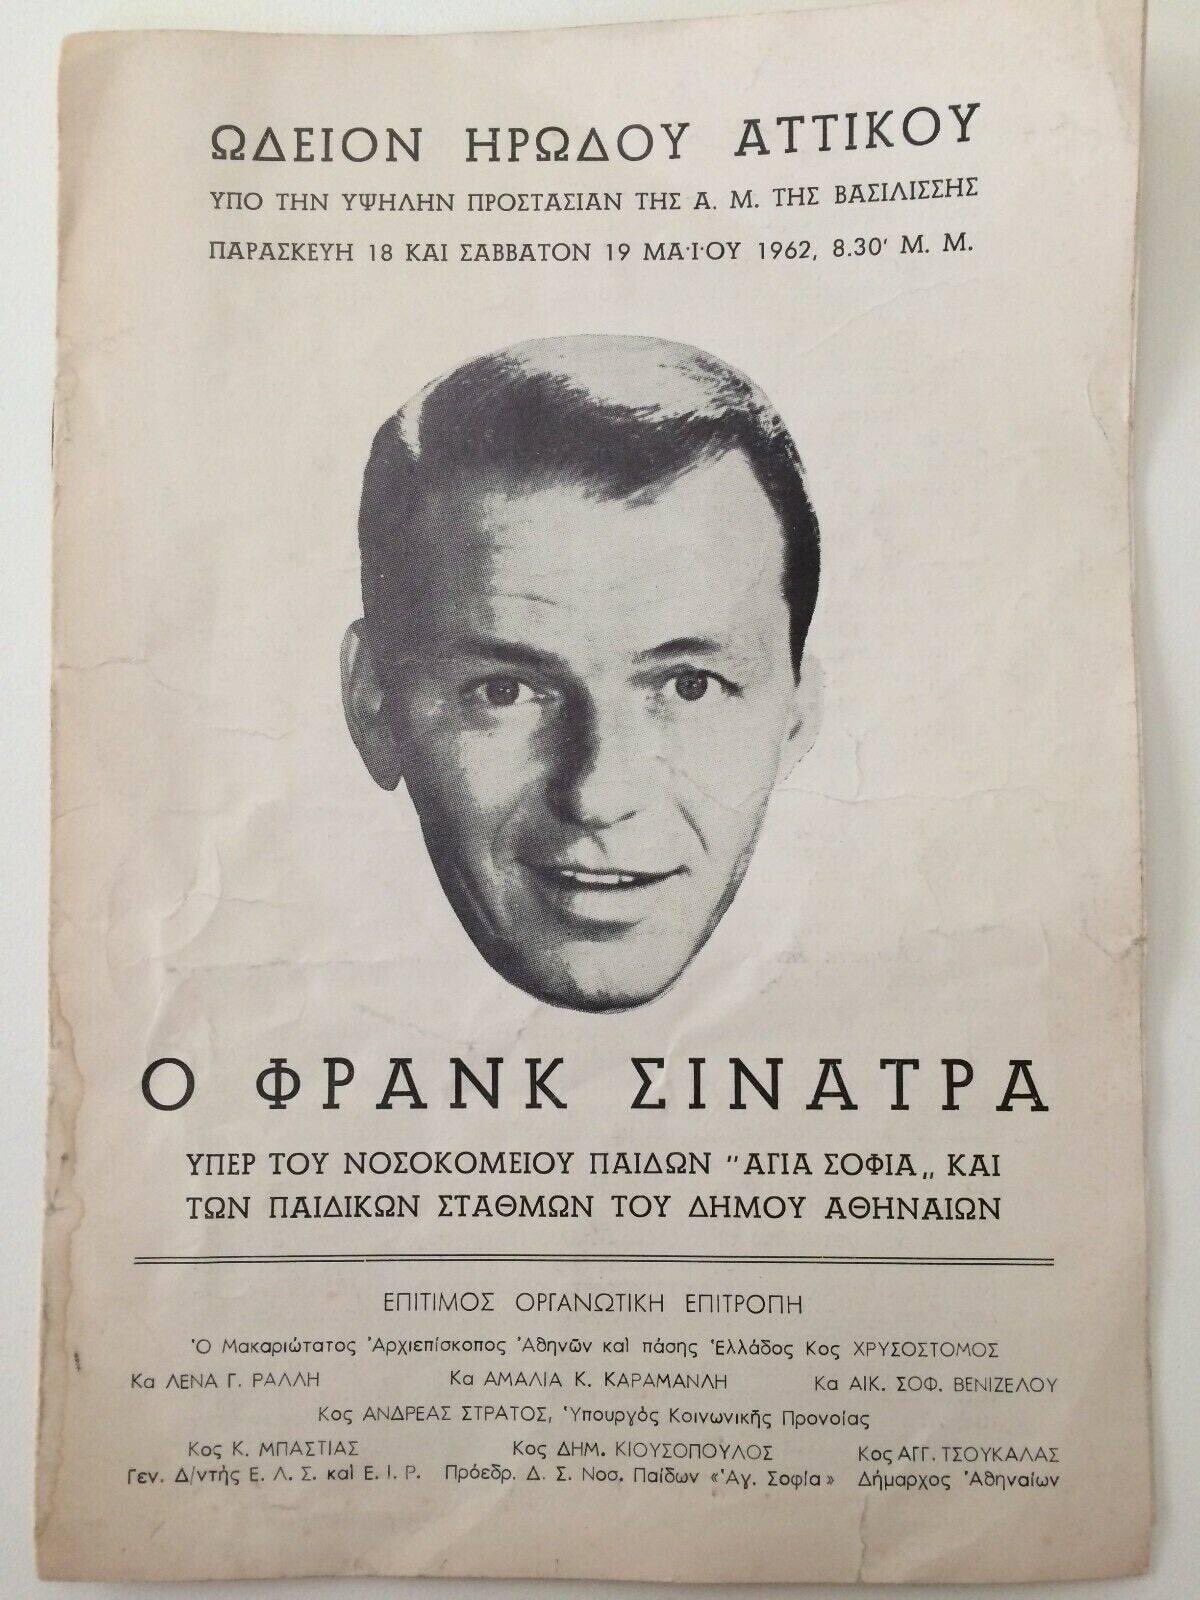 ΩΔΕΙΟΝ ΗΡΩΔΟΥ ΑΤΤΙΚΟΥ
ΥΠΟ ΤΗΝ ΥΨΗΛΗΝ ΠΡΟΣΤΑΣΙΑΝ ΤΗΣ Α. Μ. ΤΗΣ ΒΑΣΙΛΙΣΣΗΣ
ΠΑΡΑΣΚΕΥΗ 18 ΚΑΙ ΣΑΒΒΑΤΟΝ 19 ΜΑ·Ι·ΟΥ 1962, 8.30' Μ. Μ.
Ο ΦΡΑΝΚ ΣΙΝΑΤΡΑ
ΥΠΕΡ ΤΟΥ ΝΟΣΟΚΟΜΕΙΟΥ ΠΑΙΔΩΝ "ΑΓΙΑ ΣΟΦΙΑ„ ΚΑΙ
ΤΩΝ ΠΑΙΔΙΚΩΝ ΣΤΑΘΜΩΝ ΤΟΥ ΔΗΜΟΥ ΑΘΗΝΑΙΩΝ
ΕΠΙΤΙΜΟΣ ΟΡΓΑΝΩΤΙΚΗ ΕΠΙΤΡΟΠΗ
Ὁ Μακαριώτατος Ἀρχιεπίσκοπος Ἀθηνῶν καὶ πάσης Ἑλλάδος Κος ΧΡΥΣΟΣΤΟΜΟΣ
Κα ΛΕΝΑ Γ. ΡΑΛΛΗ Κα ΑΜΑΛΙΑ Κ. ΚΑΡΑΜΑΝΛΗ Κα ΑΙΚ. ΣΟΦ. ΒΕΝΙΖΕΛΟΥ
Κος ΑΝΔΡΕΑΣ ΣΤΡΑΤΟΣ, Ὑπουργὸς Κοινωνικῆς Προνοίας
Κος Κ. ΜΠΑΣΤΙΑΣ Κος ΔΗΜ. ΚΙΟΥΣΟΠΟΥΛΟΣ Κος ΑΓΓ. ΤΣΟΥΚΑΛΑΣ
Γεν. Δ/ντὴς Ε. Λ. Σ. καὶ Ε. Ι. Ρ. Πρόεδρ. Δ. Σ. Νοσ. Παίδων «Ἁγ. Σοφία» Δήμαρχος Ἀθηναίων